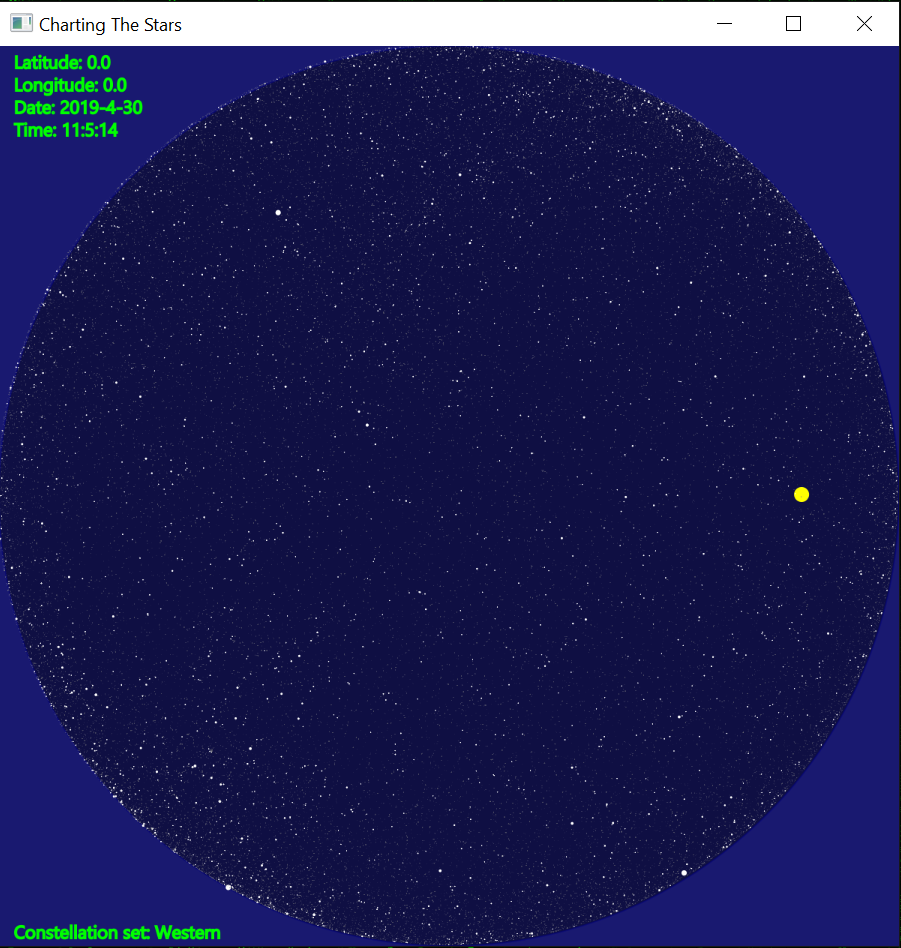 Charting The Stars
Latitude: 0.0
Longitude: 0.0
Date: 2019-4-30
Time: 11:5:14
Constellation set: Western